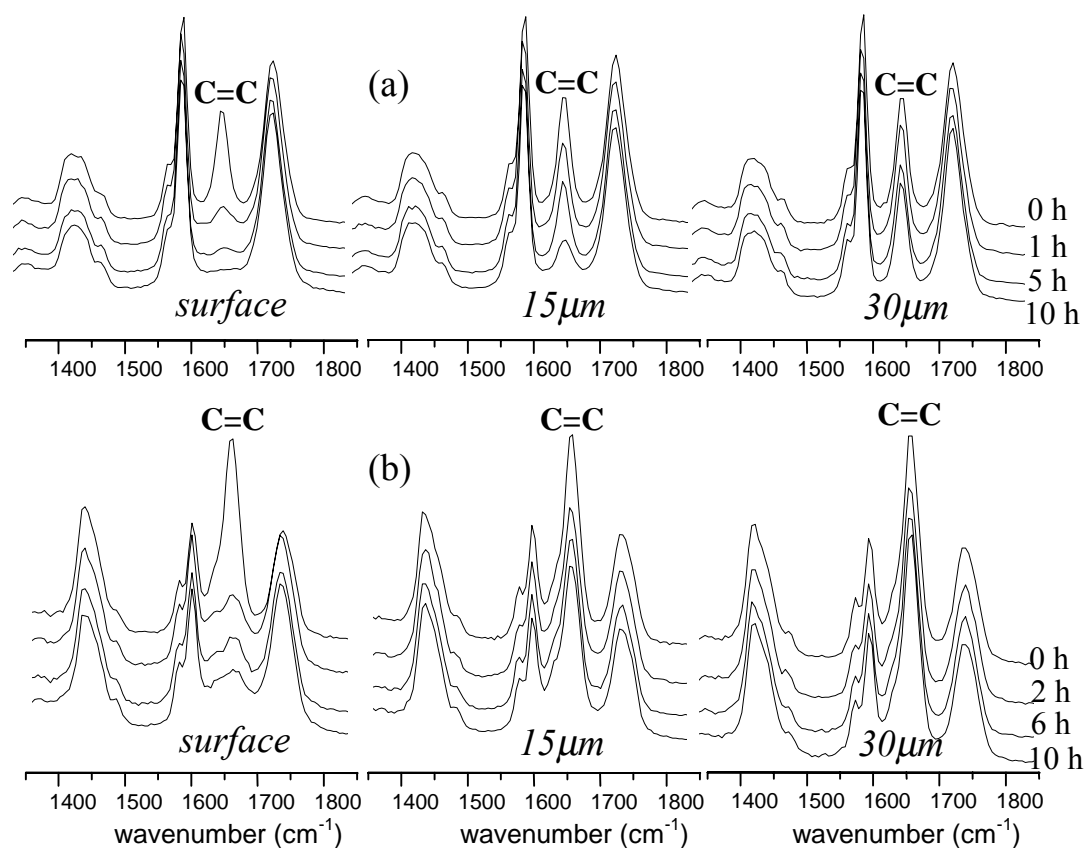 C=C (a) C=C C=C
0 h
1 h
5 h
surface 15μm 30μm 10 h
1400 1500 1600 1700 1800 1400 1500 1600 1700 1800 1400 1500 1600 1700 1800
C=C C=C C=C
(b)
0 h
2 h
6 h
surface 15μm 30μm 10 h
1400 1500 1600 1700 1800 1400 1500 1600 1700 1800 1400 1500 1600 1700 1800
wavenumber (cm⁻¹) wavenumber (cm⁻¹) wavenumber (cm⁻¹)